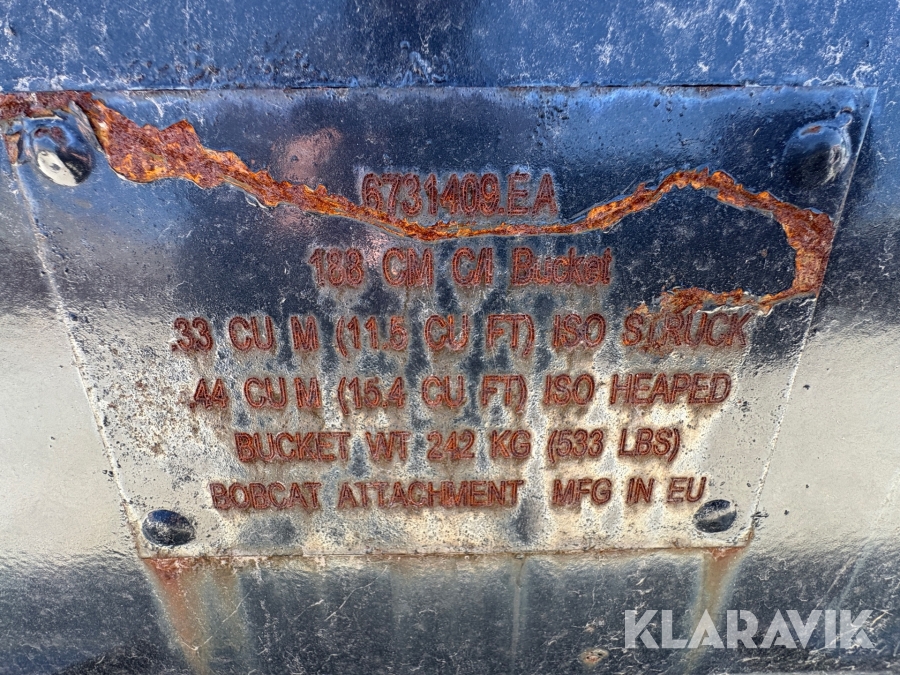 6731409.EA
188 CM C/I Bucket
.33 CU M (11.5 CU FT) ISO STRUCK
.44 CU M (15.4 CU FT) ISO HEAPED
BUCKET WT 242 KG (533 LBS)
BOBCAT ATTACHMENT MFG IN EU
KLARAVIK